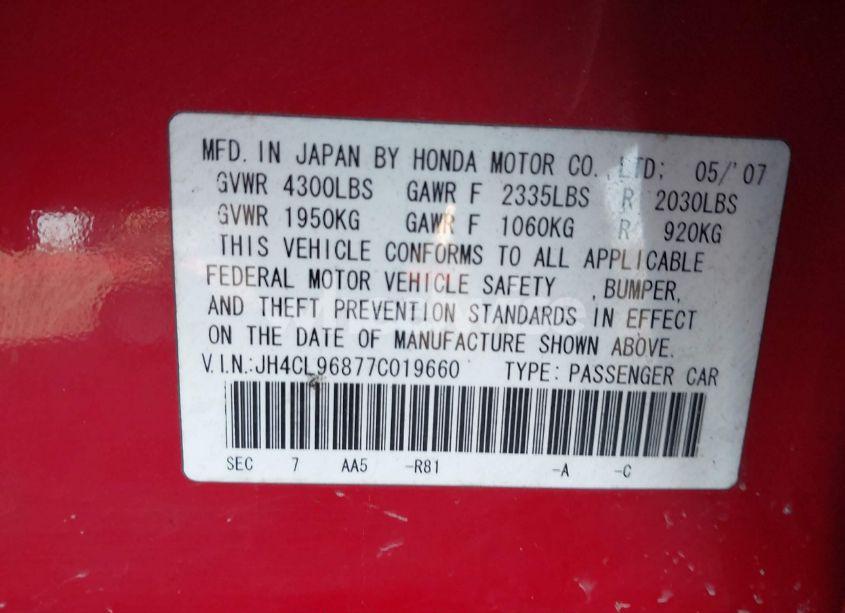 MFD. IN JAPAN BY HONDA MOTOR CO., LTD; 05/'07
GVWR 4300LBS GAWR F 2335LBS R 2030LBS
GVWR 1950KG GAWR F 1060KG R 920KG
THIS VEHICLE CONFORMS TO ALL APPLICABLE
FEDERAL MOTOR VEHICLE SAFETY , BUMPER,
AND THEFT PREVENTION STANDARDS IN EFFECT
ON THE DATE OF MANUFACTURE SHOWN ABOVE.
V.I.N.:JH4CL96877C019660 TYPE: PASSENGER CAR
SEC 7 AA5 -R81 -A -C